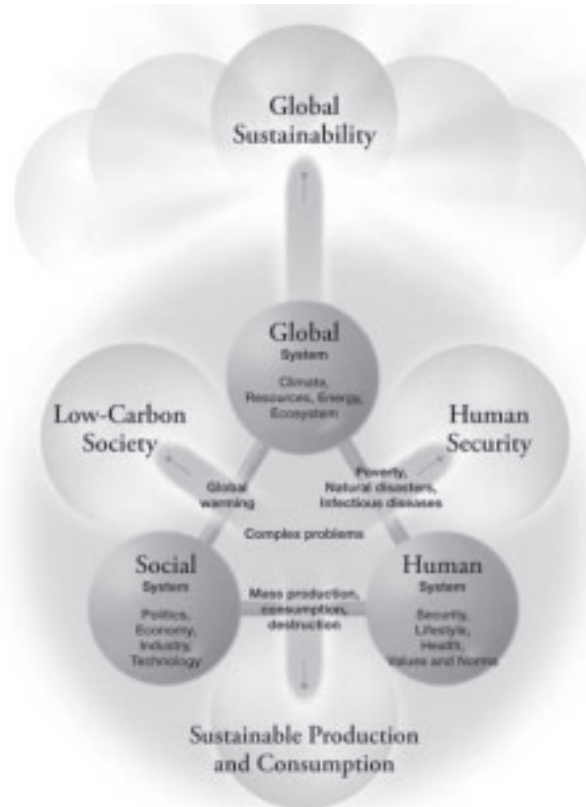 Global
Sustainability
Global
System
Climate,
Resources, Energy,
Ecosystem
Low-Carbon
Society
Human
Security
Global
warming
Poverty,
Natural disasters,
Infectious diseases
Complex problems
Social
System
Politics,
Economy,
Industry,
Technology
Mass production,
consumption,
destruction
Human
System
Security,
Lifestyle,
Health,
Values and Norms
Sustainable Production
and Consumption